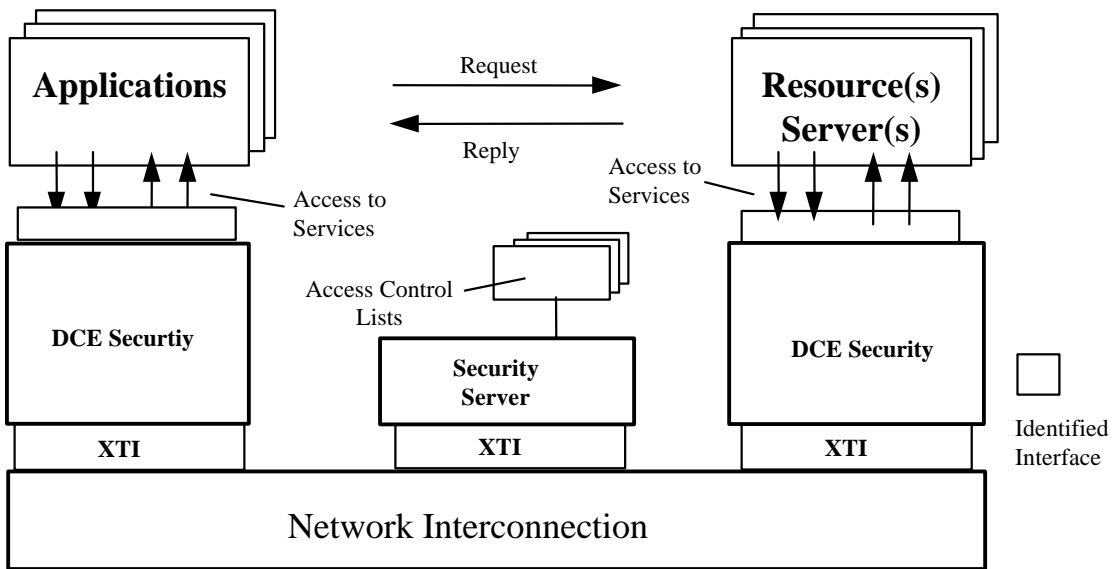 Applications
Request
Reply
Resource(s)
Server(s)
Access to
Services
Access to
Services
Access Control
Lists
DCE Securtiy
Security
Server
DCE Security
XTI
XTI
XTI
Identified
Interface
Network Interconnection